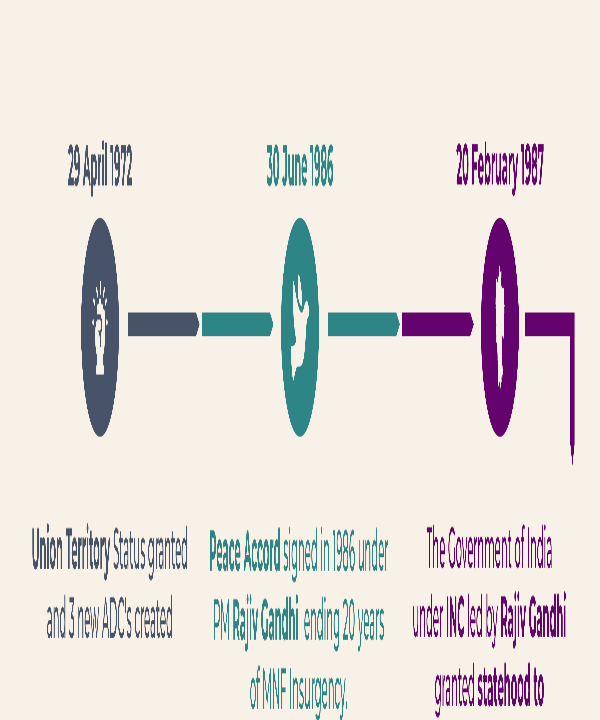 29 April 1972
30 June 1986
20 February 1987
Union Territory Status granted
and 3 new ADC's created
Peace Accord signed in 1986 under
PM Rajiv Gandhi ending 20 years
of MNF Insurgency.
The Government of India
under INC led by Rajiv Gandhi
granted statehood to